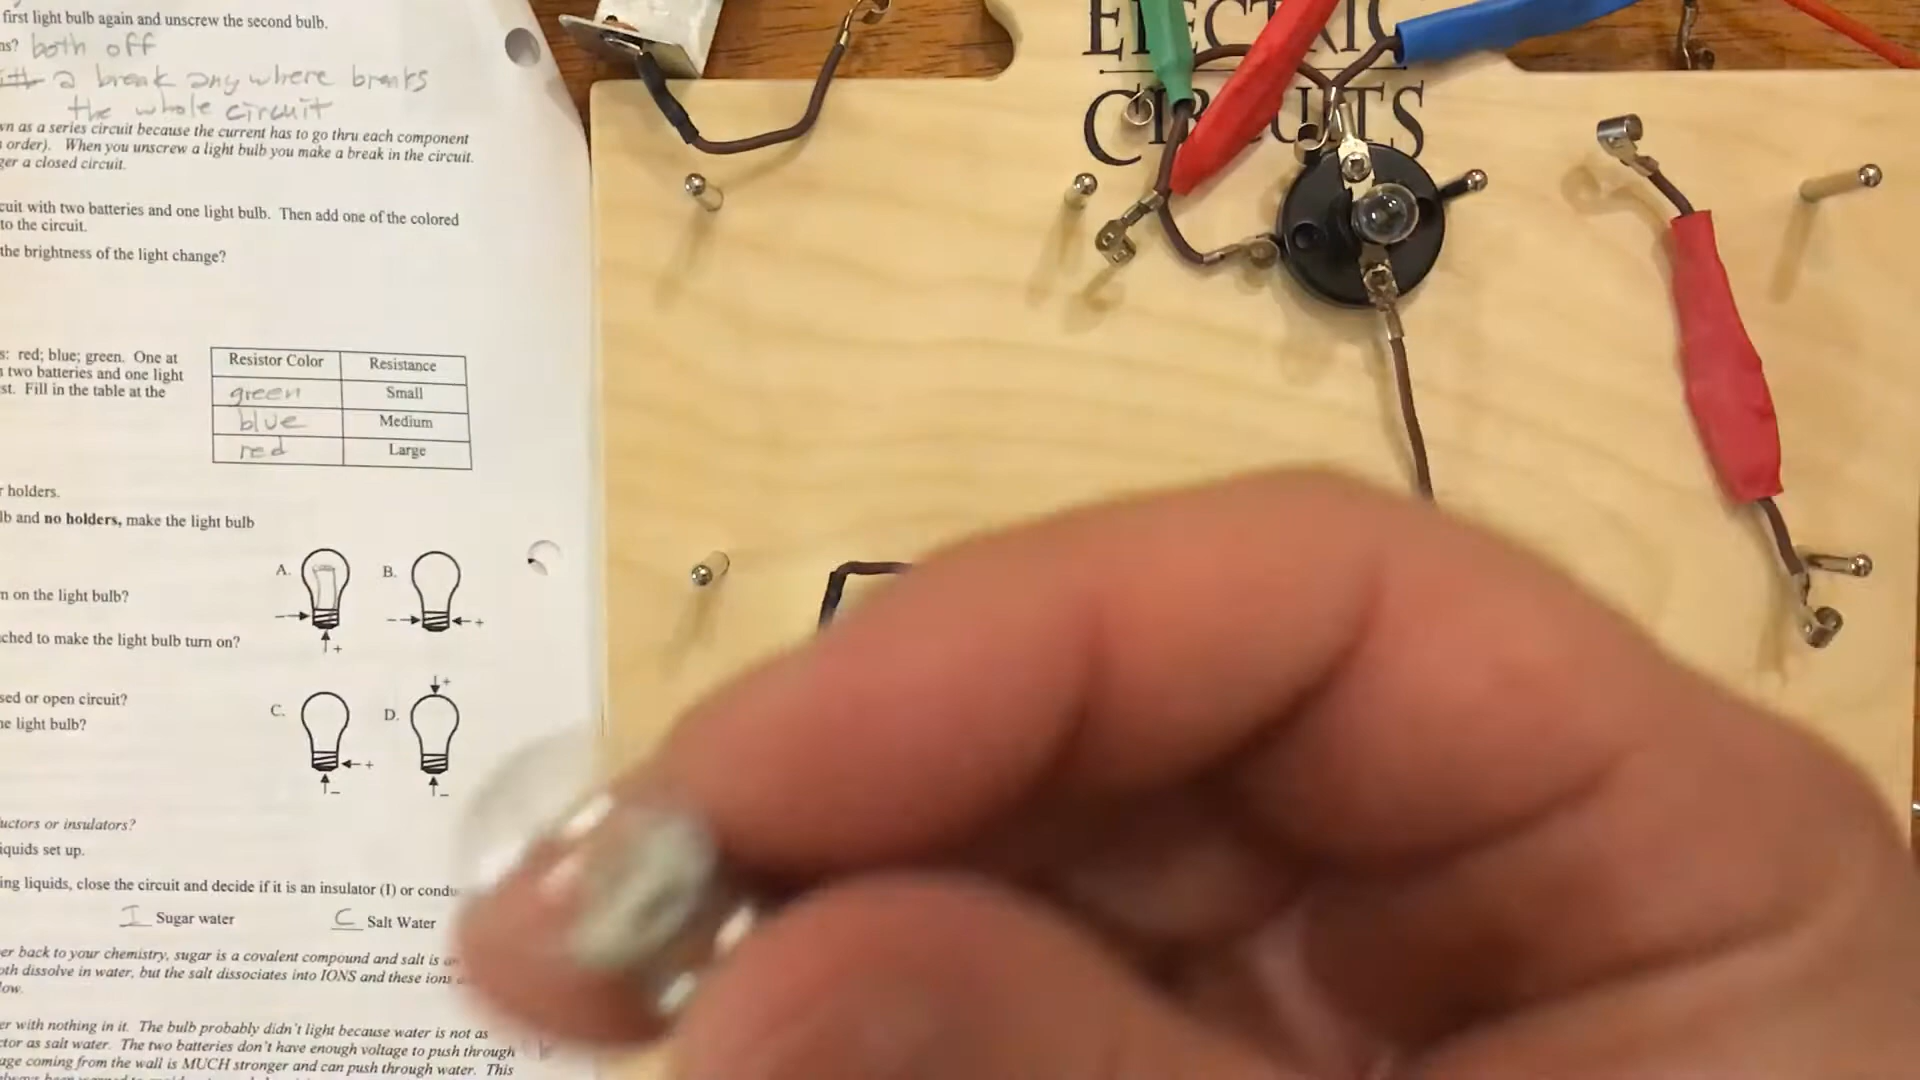 first light bulb again and unscrew the second bulb.
ns? both off
a break anywhere breaks
the whole circuit
wn as a series circuit because the current has to go thru each component
order). When you unscrew a light bulb you make a break in the circuit.
ger a closed circuit.
cuit with two batteries and one light bulb. Then add one of the colored
to the circuit.
the brightness of the light change?
s: red; blue; green. One at
two batteries and one light
st. Fill in the table at the
Resistor Color Resistance
green Small
blue Medium
red Large
r holders.
lb and no holders, make the light bulb
n on the light bulb?
ched to make the light bulb turn on?
A. B.
- +
- +
sed or open circuit?
he light bulb?
C. D.
+ -
+ -
uctors or insulators?
iquids set up.
ing liquids, close the circuit and decide if it is an insulator (I) or condu
I Sugar water C Salt Water
er back to your chemistry, sugar is a covalent compound and salt is
oth dissolve in water, but the salt dissociates into IONS and these ions
low.
er with nothing in it. The bulb probably didn't light because water is not as
ctor as salt water. The two batteries don't have enough voltage to push through
age coming from the wall is MUCH stronger and can push through water. This
ELECTRIC
CIRCUITS